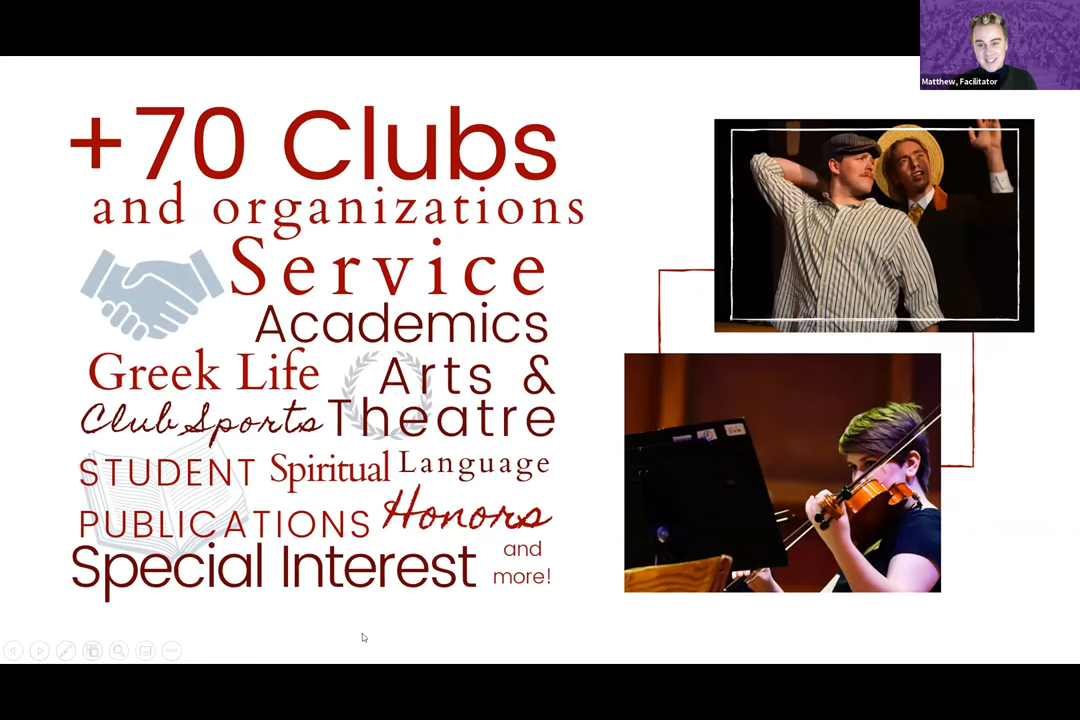 Matthew, Facilitator
+70 Clubs
and organizations
Service
Academics
Greek Life
Arts &
Club Sports
Theatre
STUDENT
Spiritual
Language
PUBLICATIONS
Honors
Special Interest
and
more!